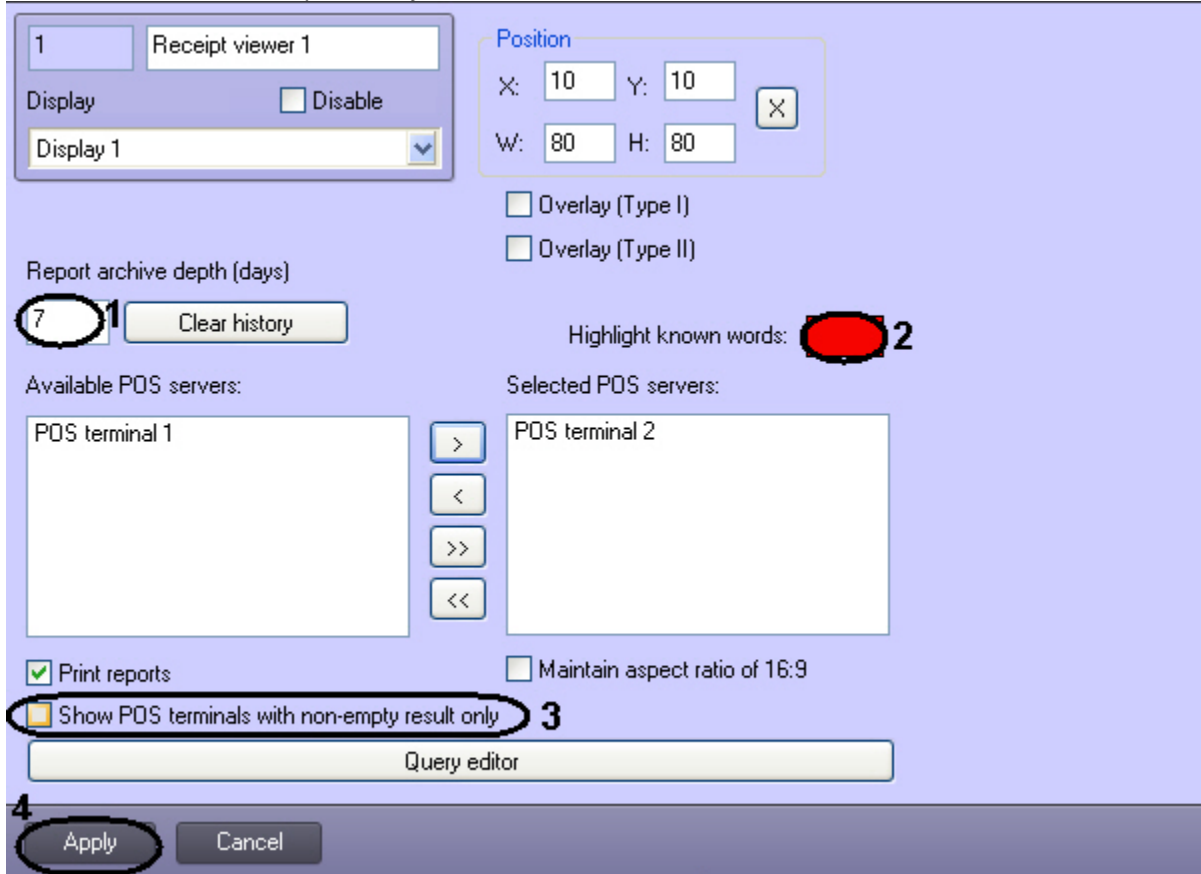 1 Receipt viewer 1
Display Disable
Display 1
Position
X: 10 Y: 10 X
W: 80 H: 80
Overlay (Type I)
Overlay (Type II)
Report archive depth (days)
7 1 Clear history
Highlight known words: 2
Available POS servers: Selected POS servers:
POS terminal 1 > POS terminal 2
<
>>
<<
Print reports Maintain aspect ratio of 16:9
Show POS terminals with non-empty result only 3
Query editor
4
Apply Cancel